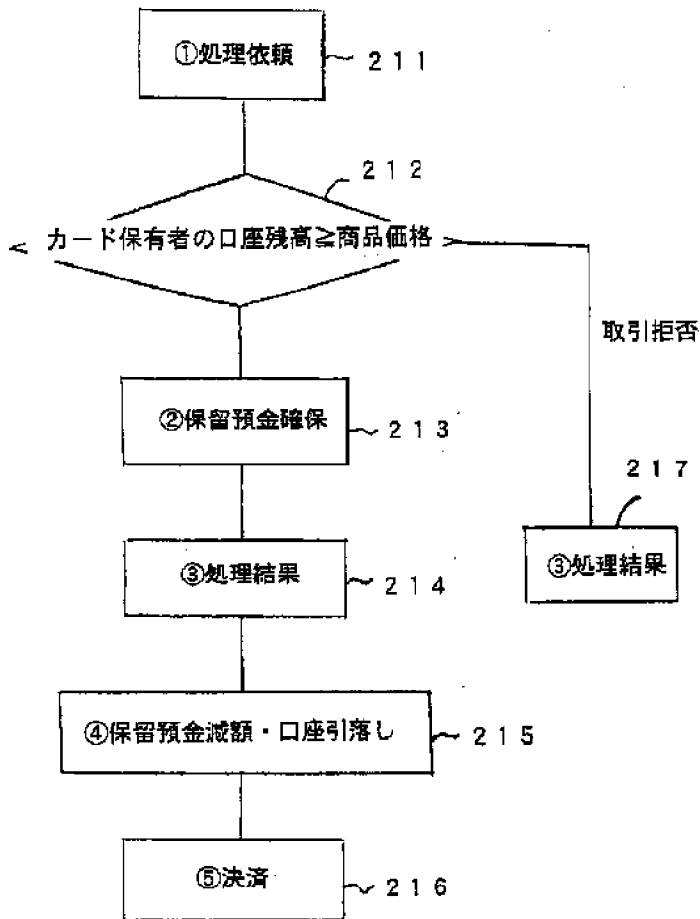 ①処理依頼
211
212
カード保有者の口座残高≧商品価格
取引拒否
②保留預金確保
213
217
③処理結果
214
③処理結果
④保留預金減額・口座引落し
215
⑤決済
216